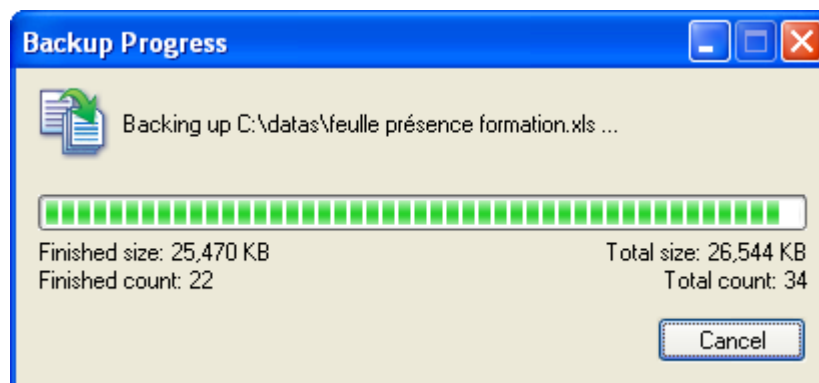 Backup Progress
Backing up C:\datas\feulle présence formation.xls ...
Finished size: 25,470 KB
Total size: 26,544 KB
Finished count: 22
Total count: 34
Cancel